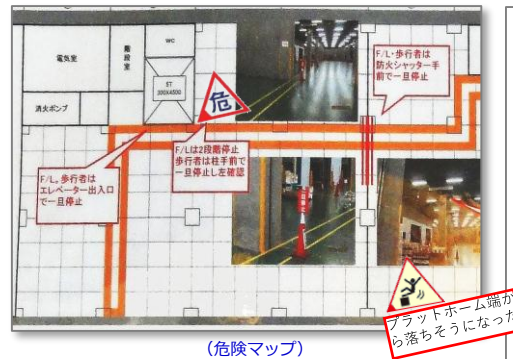 電気室
階段室
WC
ST
200X4500
消火ポンプ
危
F/L・歩行者は
防火シャッター手
前で一旦停止
F/L。歩行者は
エレベーター出入口
で一旦停止
F/Lは2段階停止
歩行者は柱手前で
一旦停止し左確認
プラットホーム端か
ら落ちそうになった
（危険マップ）